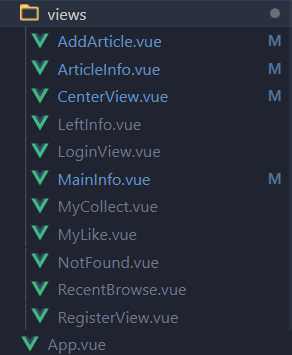 views
AddArticle.vue M
ArticleInfo.vue M
CenterView.vue M
LeftInfo.vue
LoginView.vue
MainInfo.vue M
MyCollect.vue
MyLike.vue
NotFound.vue
RecentBrowse.vue
RegisterView.vue
App.vue